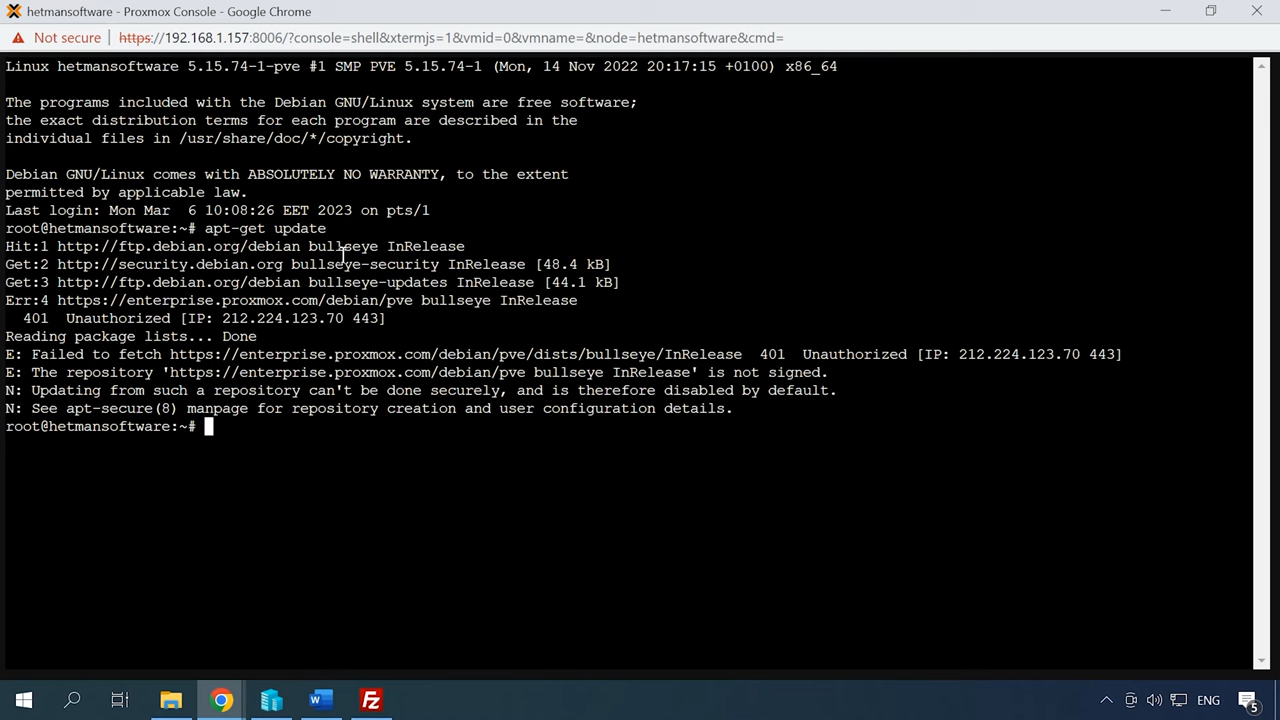 hetmansoftware - Proxmox Console - Google Chrome
Not secure https://192.168.1.157:8006/?console=shell&xtermjs=1&vmid=0&vmname=&node=hetmansoftware&cmd=
Linux hetmansoftware 5.15.74-1-pve #1 SMP PVE 5.15.74-1 (Mon, 14 Nov 2022 20:17:15 +0100) x86_64
The programs included with the Debian GNU/Linux system are free software;
the exact distribution terms for each program are described in the
individual files in /usr/share/doc/*/copyright.
Debian GNU/Linux comes with ABSOLUTELY NO WARRANTY, to the extent
permitted by applicable law.
Last login: Mon Mar  6 10:08:26 EET 2023 on pts/1
root@hetmansoftware:~# apt-get update
Hit:1 http://ftp.debian.org/debian bullseye InRelease
Get:2 http://security.debian.org bullseye-security InRelease [48.4 kB]
Get:3 http://ftp.debian.org/debian bullseye-updates InRelease [44.1 kB]
Err:4 https://enterprise.proxmox.com/debian/pve bullseye InRelease
  401  Unauthorized [IP: 212.224.123.70 443]
Reading package lists... Done
E: Failed to fetch https://enterprise.proxmox.com/debian/pve/dists/bullseye/InRelease  401  Unauthorized [IP: 212.224.123.70 443]
E: The repository 'https://enterprise.proxmox.com/debian/pve bullseye InRelease' is not signed.
N: Updating from such a repository can't be done securely, and is therefore disabled by default.
N: See apt-secure(8) manpage for repository creation and user configuration details.
root@hetmansoftware:~#
ENG
5